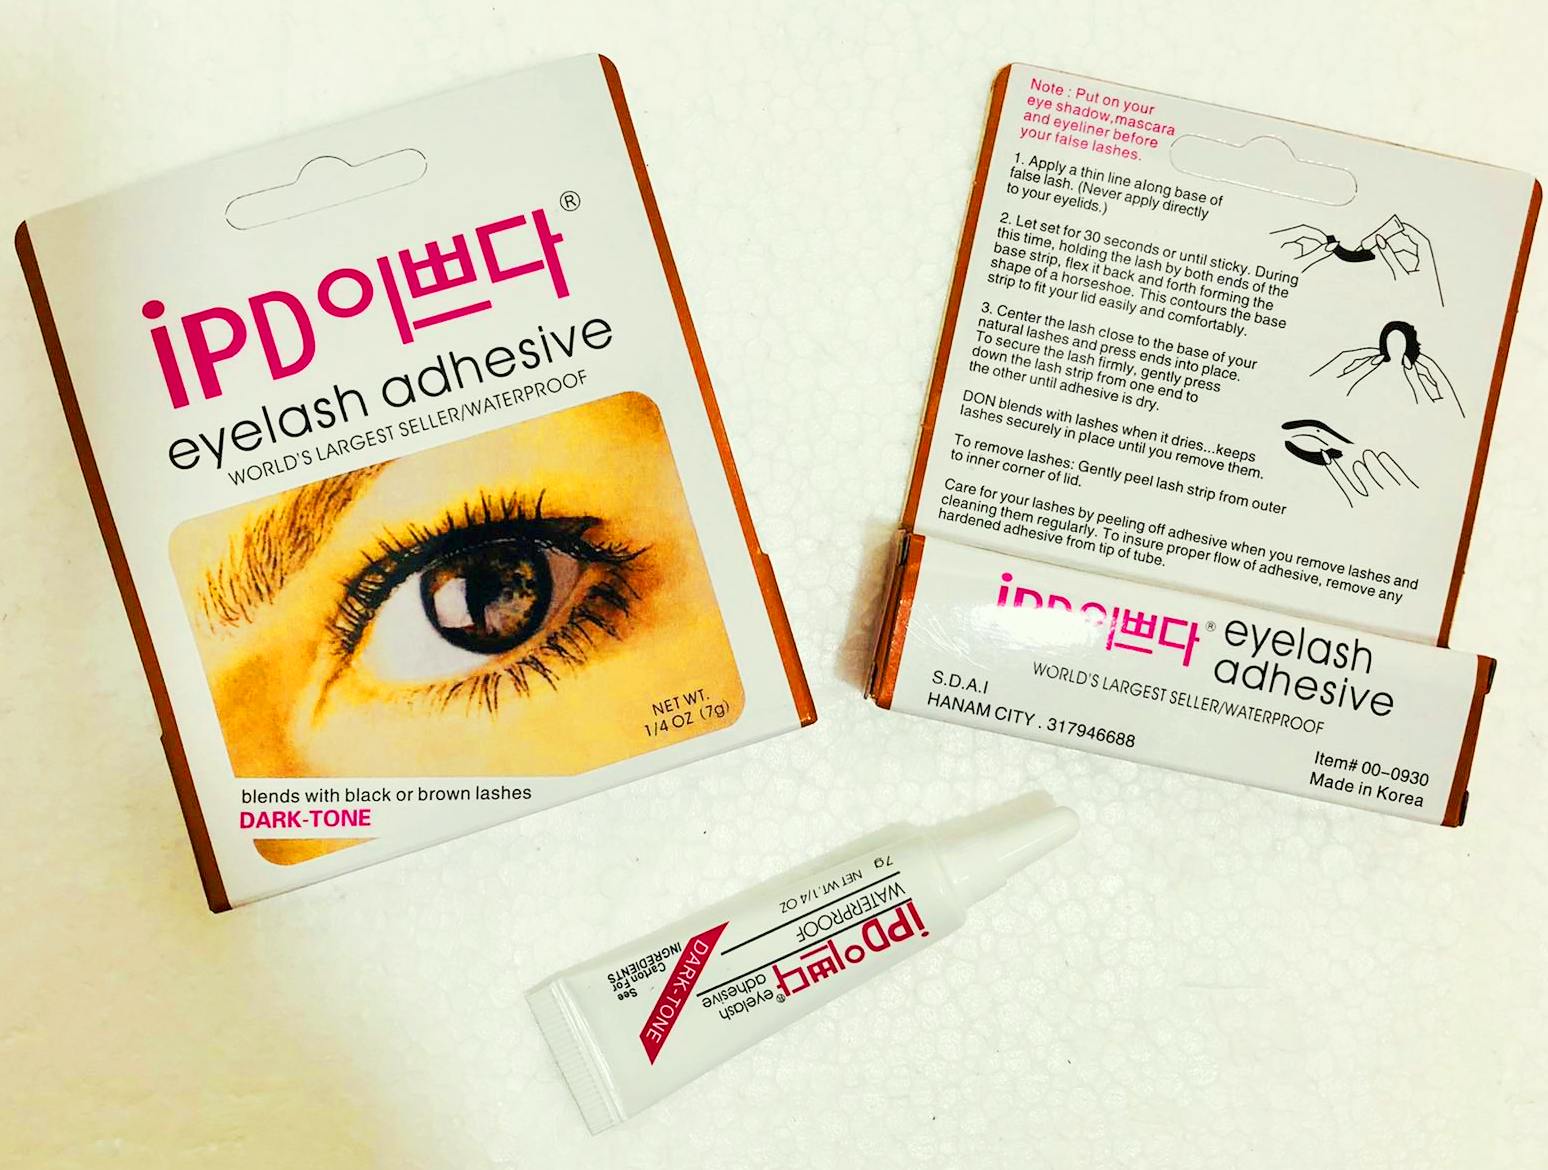 iPD이쁘다®
eyelash adhesive
WORLD'S LARGEST SELLER/WATERPROOF
NET WT.
1/4 OZ (7g)
blends with black or brown lashes
DARK-TONE
Note : Put on your
eye shadow,mascara
and eyeliner before
your false lashes.
1. Apply a thin line along base of
false lash. (Never apply directly
to your eyelids.)
2. Let set for 30 seconds or until sticky. During
this time, holding the lash by both ends of the
base strip, flex it back and forth forming the
shape of a horseshoe. This contours the base
strip to fit your lid easily and comfortably.
3. Center the lash close to the base of your
natural lashes and press ends into place.
To secure the lash firmly, gently press
down the lash strip from one end to
the other until adhesive is dry.
DON blends with lashes when it dries...keeps
lashes securely in place until you remove them.
To remove lashes: Gently peel lash strip from outer
to inner corner of lid.
Care for your lashes by peeling off adhesive when you remove lashes and
cleaning them regularly. To insure proper flow of adhesive, remove any
hardened adhesive from tip of tube.
iPD이쁘다® eyelash
adhesive
WORLD'S LARGEST SELLER/WATERPROOF
S.D.A.I
HANAM CITY . 317946688
Item# 00-0930
Made in Korea
iPD이쁘다® eyelash
adhesive
WATERPROOF
NET WT.1/4 OZ
7g
DARK-TONE
See
Carton For
INGREDIENTS